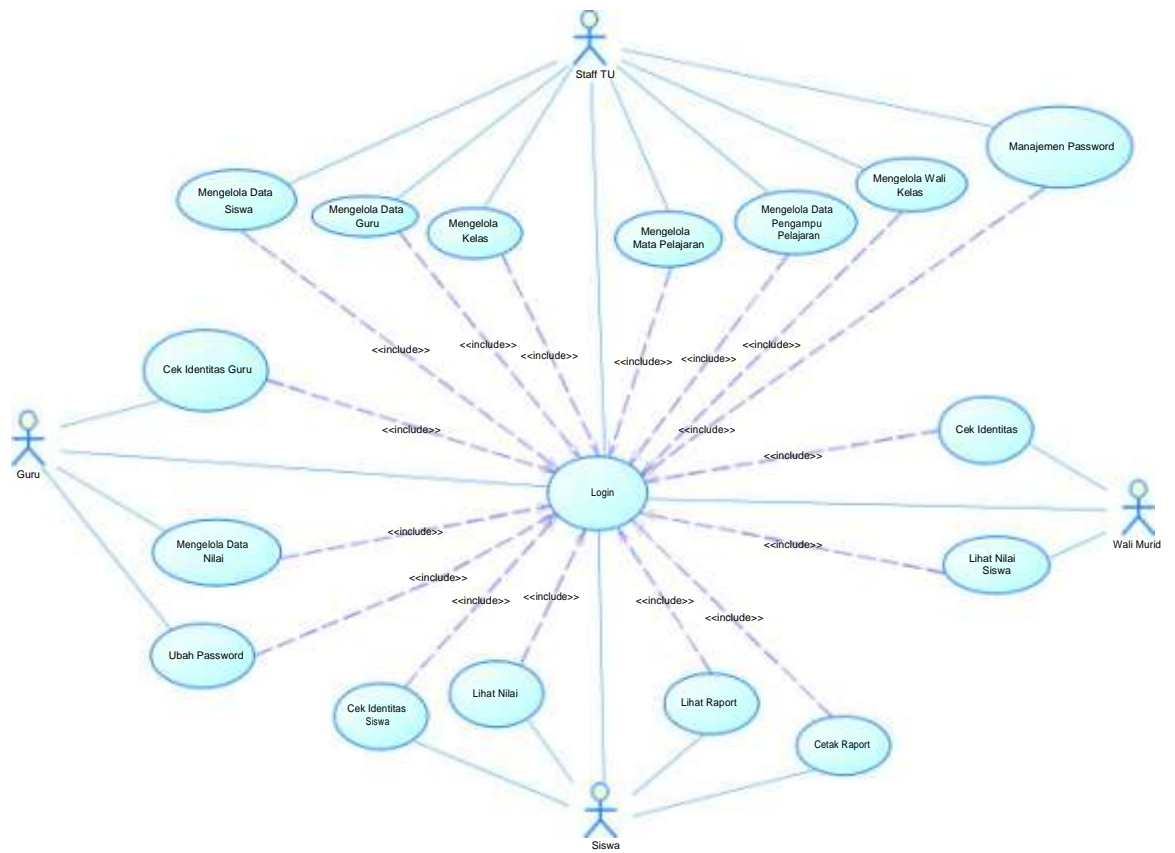 Staff TU
Manajemen Password
Mengelola Data
Siswa
Mengelola Data
Guru
Mengelola
Kelas
Mengelola
Mata Pelajaran
Mengelola Data
Pengampu
Pelajaran
Mengelola Wali
Kelas
<<include>>
<<include>>
<<include>>
<<include>>
<<include>>
<<include>>
<<include>>
Cek Identitas Guru
<<include>>
Guru
Cek Identitas
<<include>>
Login
Wali Murid
Mengelola Data
Nilai
<<include>>
<<include>>
Lihat Nilai
Siswa
<<include>>
<<include>>
<<include>>
<<include>>
<<include>>
Ubah Password
Cek Identitas
Siswa
Lihat Nilai
Lihat Raport
Cetak Raport
Siswa